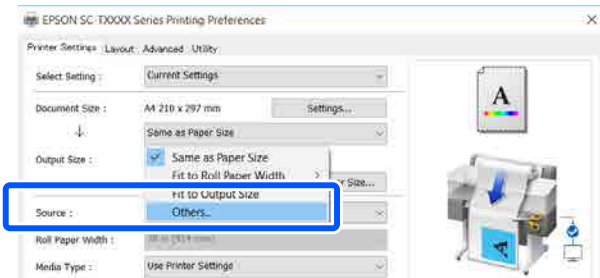 EPSON SC-TXXXX Series Printing Preferences
Printer Settings Layout Advanced Utility
Select Setting : Current Settings
Document Size : A4 210 x 297 mm Settings...
Same as Paper Size
Output Size : Same as Paper Size
Fit to Roll Paper Width
r Size...
Fit to Output Size
Source : Others...
Roll Paper Width :
Media Type : Use Printer Settings
A
A